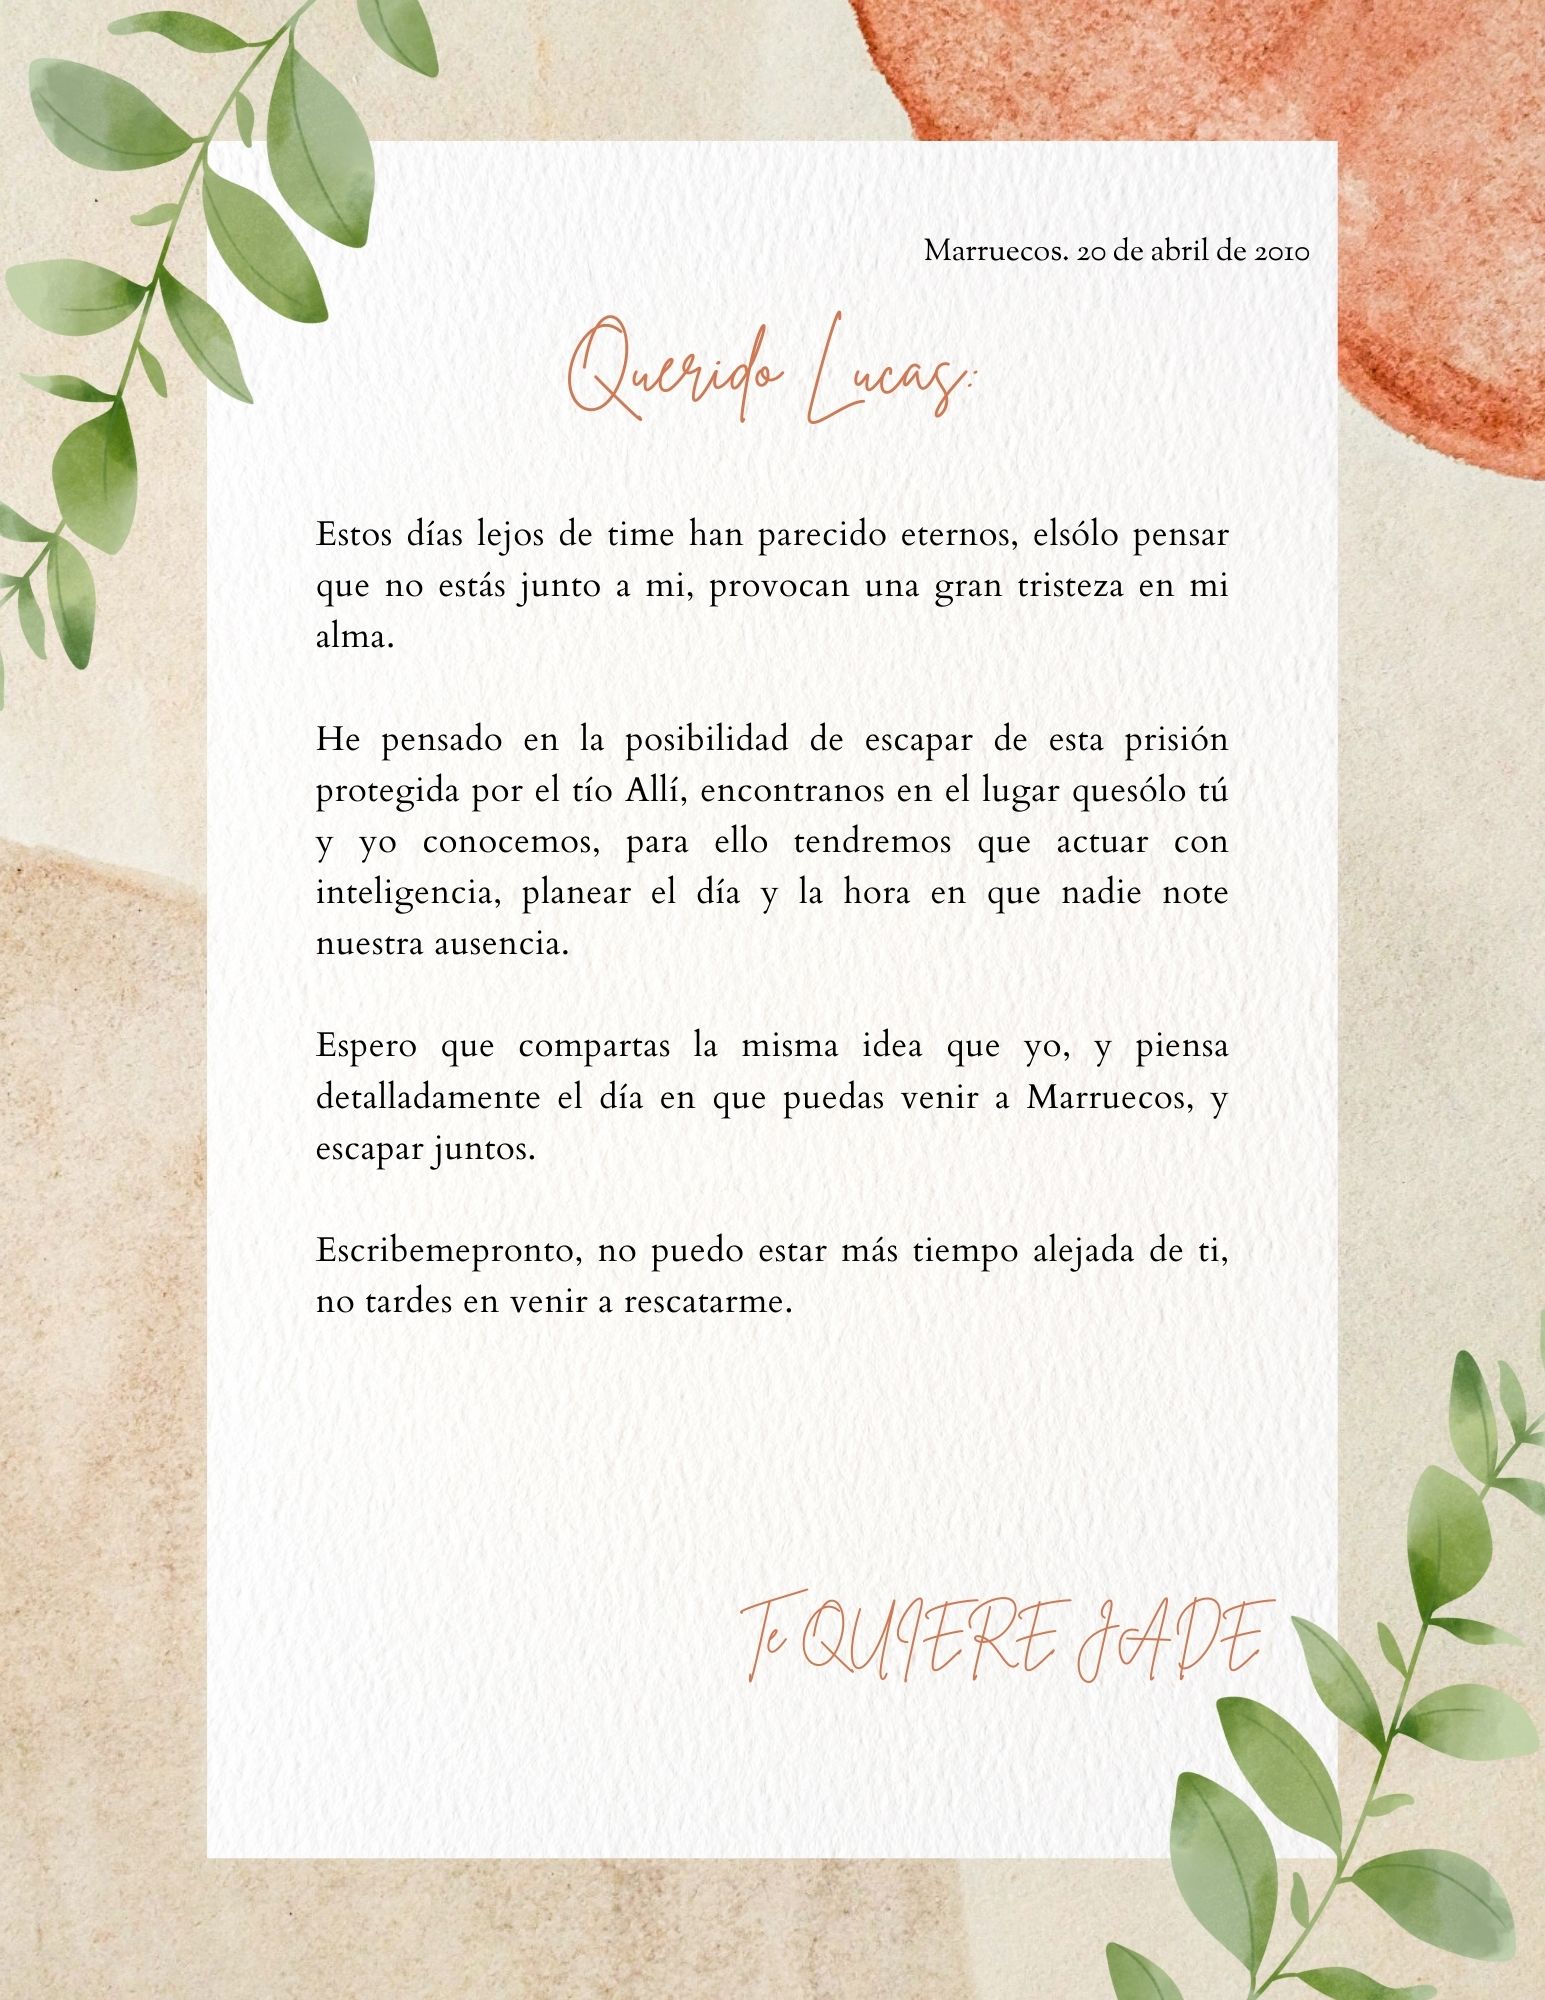 Marruecos. 20 de abril de 2010
Querido Lucas:
Estos días lejos de time han parecido eternos, elsólo pensar
que no estás junto a mi, provocan una gran tristeza en mi
alma.
He pensado en la posibilidad de escapar de esta prisión
protegida por el tío Allí, encontranos en el lugar quesólo tú
y yo conocemos, para ello tendremos que actuar con
inteligencia, planear el día y la hora en que nadie note
nuestra ausencia.
Espero que compartas la misma idea que yo, y piensa
detalladamente el día en que puedas venir a Marruecos, y
escapar juntos.
Escribemepronto, no puedo estar más tiempo alejada de ti,
no tardes en venir a rescatarme.
Te QUIERE JADE